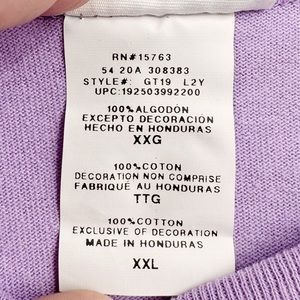 RN#15763
54 20A 308383
STYLE#: GT19 L2Y
UPC:192503992200
100%ALGODÓN
EXCEPTO DECORACIÓN
HECHO EN HONDURAS
XXG
100%COTON
DECORATION NON COMPRISE
FABRIQUÉ AU HONDURAS
TTG
100%COTTON
EXCLUSIVE OF DECORATION
MADE IN HONDURAS
XXL